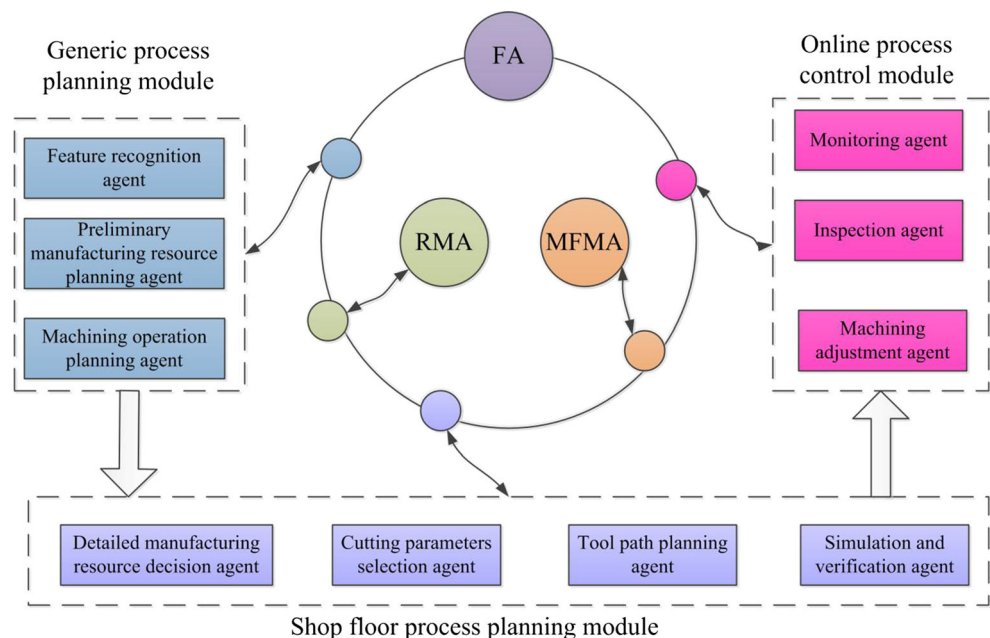 Generic process
planning module
Feature recognition
agent
Preliminary
manufacturing resource
planning agent
Machining operation
planning agent
FA
RMA
MFMA
Online process
control module
Monitoring agent
Inspection agent
Machining
adjustment agent
Detailed manufacturing
resource decision agent
Cutting parameters
selection agent
Tool path planning
agent
Simulation and
verification agent
Shop floor process planning module